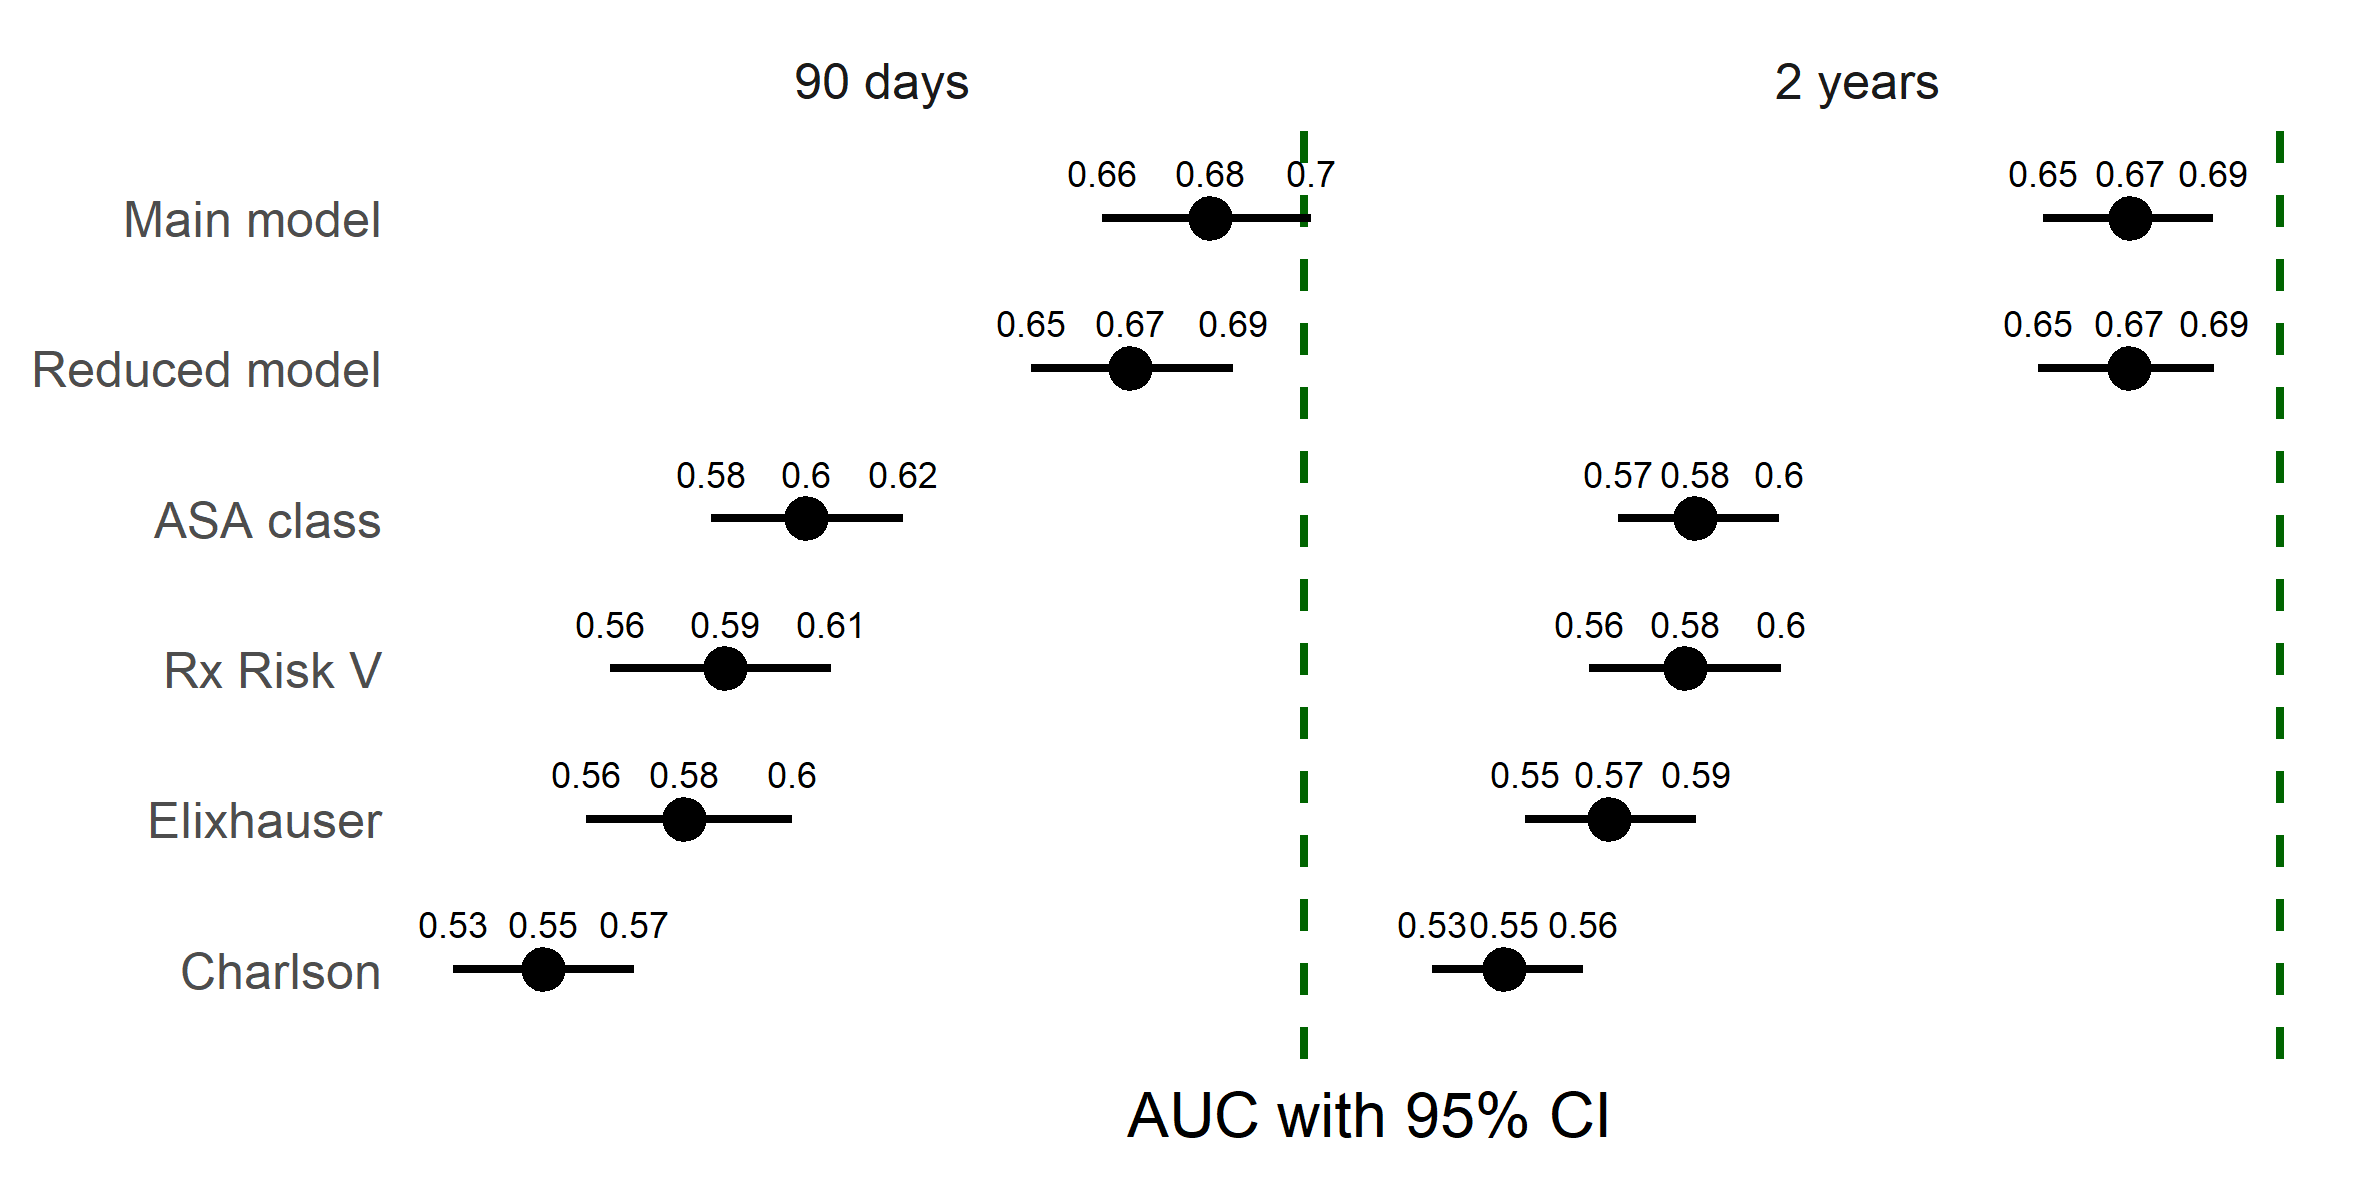 90 days 2 years
0.66 0.68 0.7 0.65 0.67 0.69
Main model
0.65 0.67 0.69 0.65 0.67 0.69
Reduced model
0.58 0.6 0.62 0.57 0.58 0.6
ASA class
0.56 0.59 0.61 0.56 0.58 0.6
Rx Risk V
0.56 0.58 0.6 0.55 0.57 0.59
Elixhauser
0.53 0.55 0.57 0.53 0.55 0.56
Charlson
AUC with 95% CI